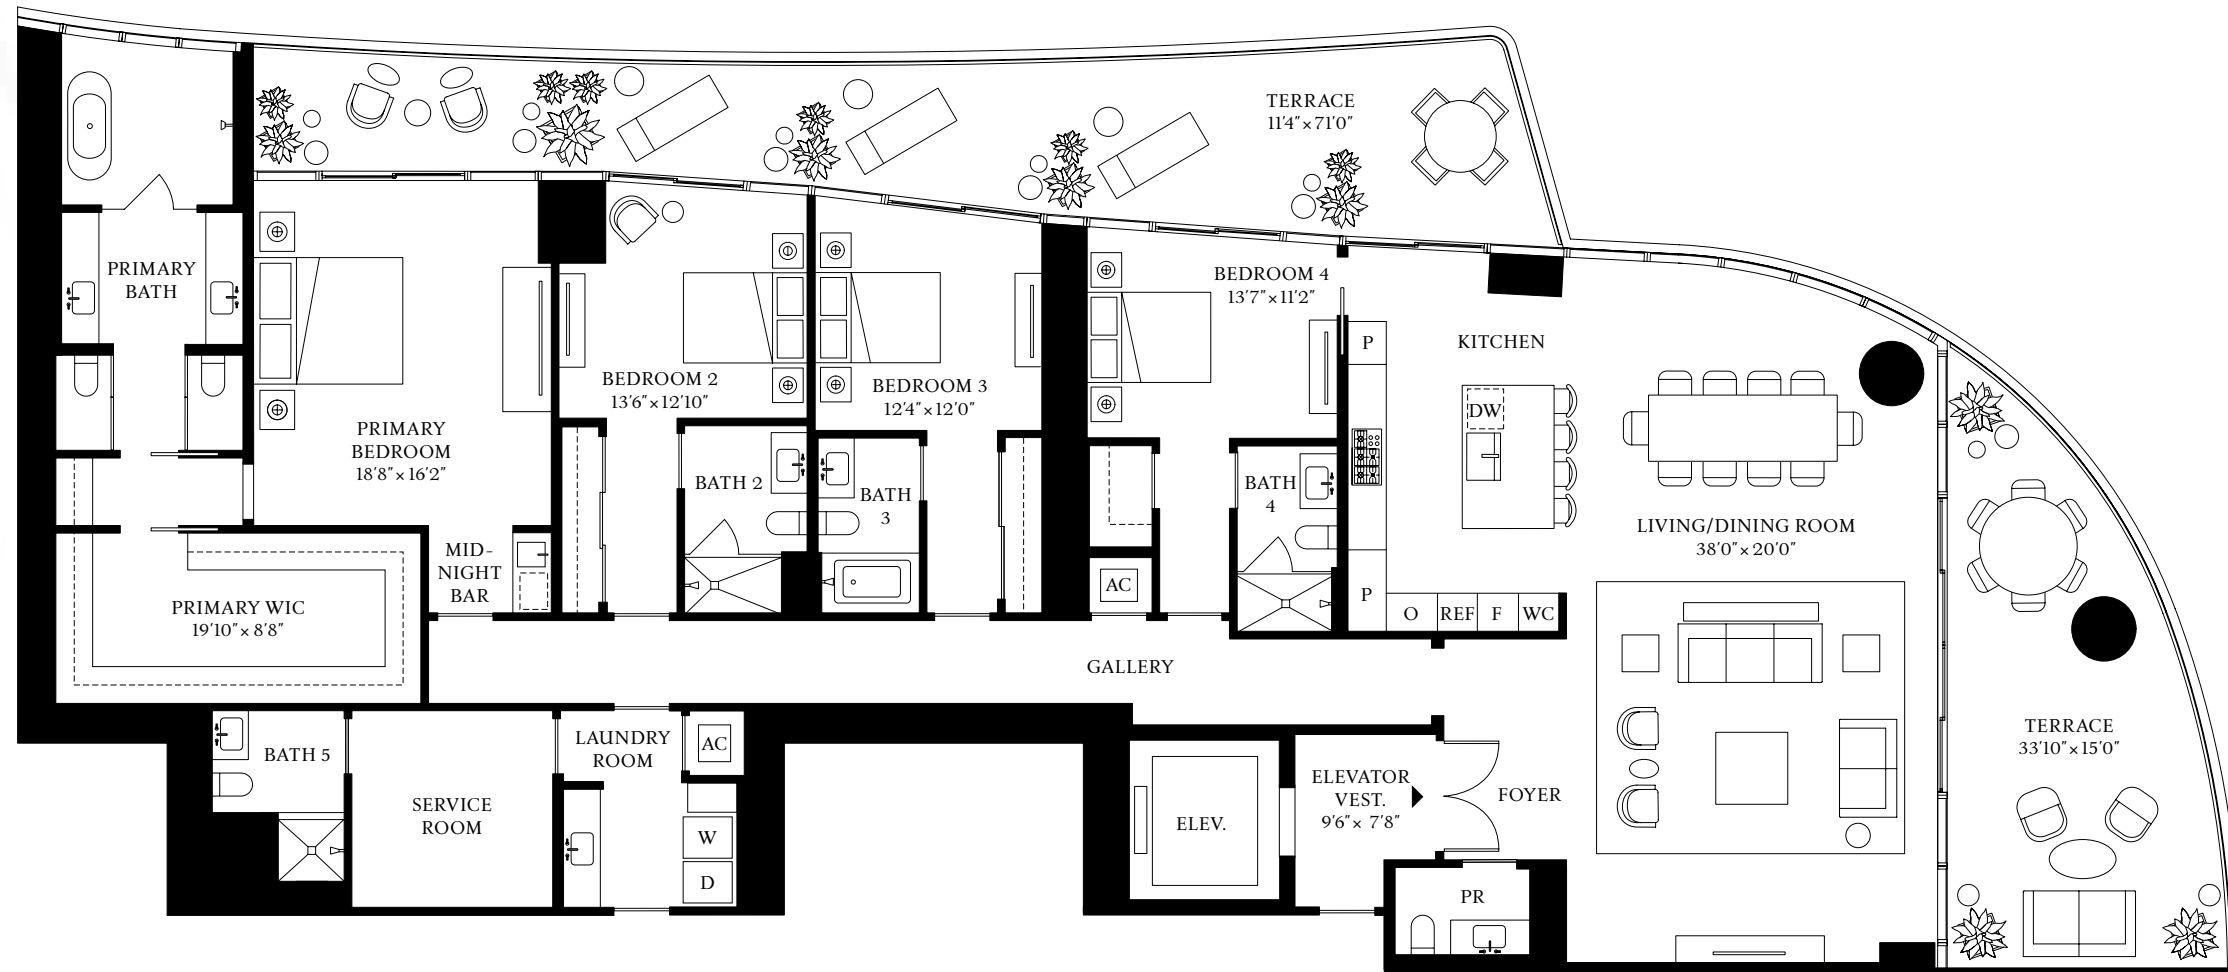 TERRACE
11'4" × 71'0"
PRIMARY
BATH
BEDROOM 4
13'7" × 11'2"
P
KITCHEN
BEDROOM 2
13'6" × 12'10"
BEDROOM 3
12'4" × 12'0"
DW
PRIMARY
BEDROOM
18'8" × 16'2"
BATH 2
BATH
3
BATH
4
LIVING/DINING ROOM
38'0" × 20'0"
MID-
NIGHT
BAR
AC
P
PRIMARY WIC
19'10" × 8'8"
O
REF
F
WC
GALLERY
BATH 5
LAUNDRY
ROOM
AC
TERRACE
33'10" × 15'0"
SERVICE
ROOM
W
D
ELEV.
ELEVATOR
VEST.
9'6" × 7'8"
FOYER
PR